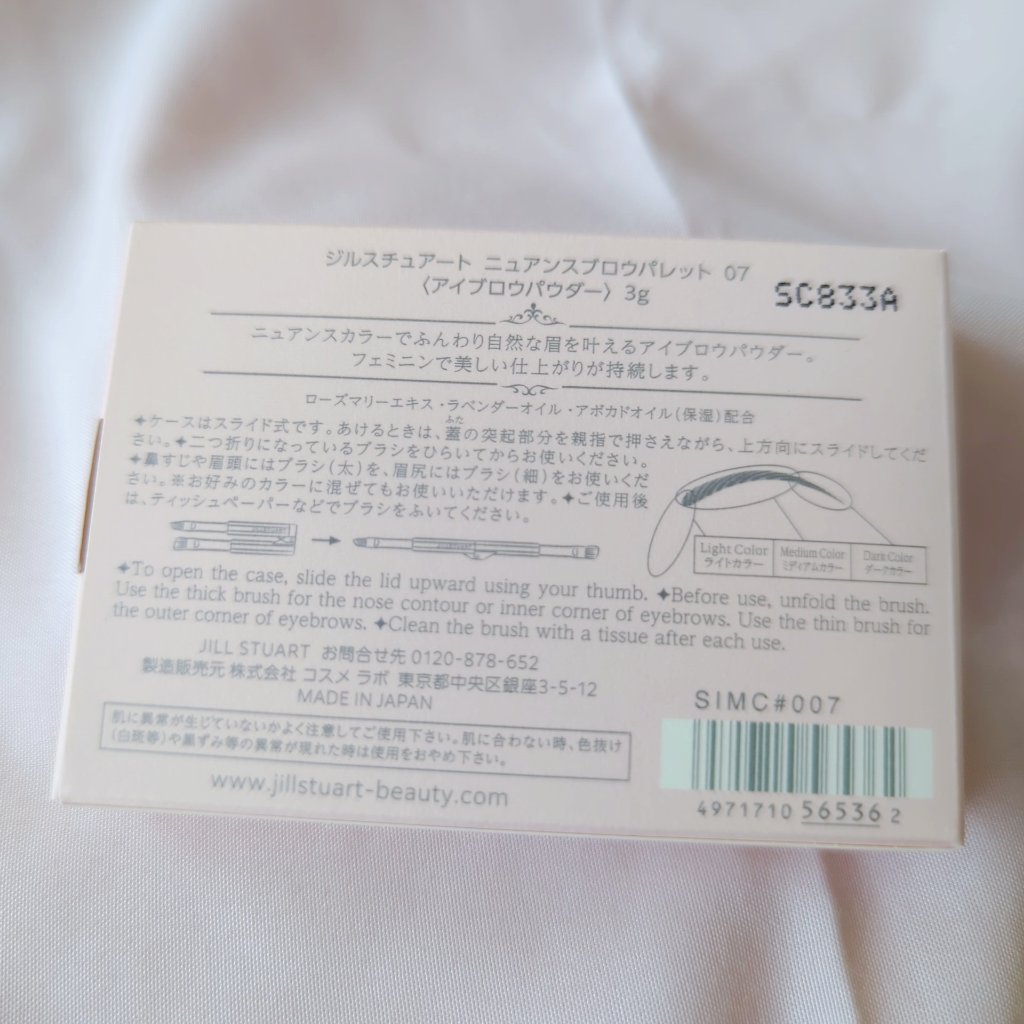 ジルスチュアート ニュアンスブロウパレット 07
〈アイブロウパウダー〉 3g
SC833A
ニュアンスカラーでふんわり自然な眉を叶えるアイブロウパウダー。
フェミニンで美しい仕上がりが持続します。
ローズマリーエキス・ラベンダーオイル・アボカドオイル(保湿)配合
✦ケースはスライド式です。あけるときは、蓋の突起部分を親指で押さえながら、上方向にスライドしてくだ
ふた
さい。✦二つ折りになっているブラシをひらいてからお使いください。
✦鼻すじや眉頭にはブラシ(太)を、眉尻にはブラシ(細)をお使いくだ
さい。※お好みのカラーに混ぜてもお使いいただけます。✦ご使用後
は、ティッシュペーパーなどでブラシをふいてください。
Light Color
ライトカラー
Medium Color
ミディアムカラー
Dark Color
ダークカラー
✦To open the case, slide the lid upward using your thumb. ✦Before use, unfold the brush.
Use the thick brush for the nose contour or inner corner of eyebrows. Use the thin brush for
the outer corner of eyebrows. ✦Clean the brush with a tissue after each use.
JILL STUART お問合せ先 0120-878-652
製造販売元 株式会社 コスメ ラボ 東京都中央区銀座3-5-12
MADE IN JAPAN
肌に異常が生じていないかよく注意してご使用下さい。肌に合わない時、色抜け
(白斑等)や黒ずみ等の異常が現れた時は使用をおやめ下さい。
www.jillstuart-beauty.com
SIMC#007
4971710 56536 2